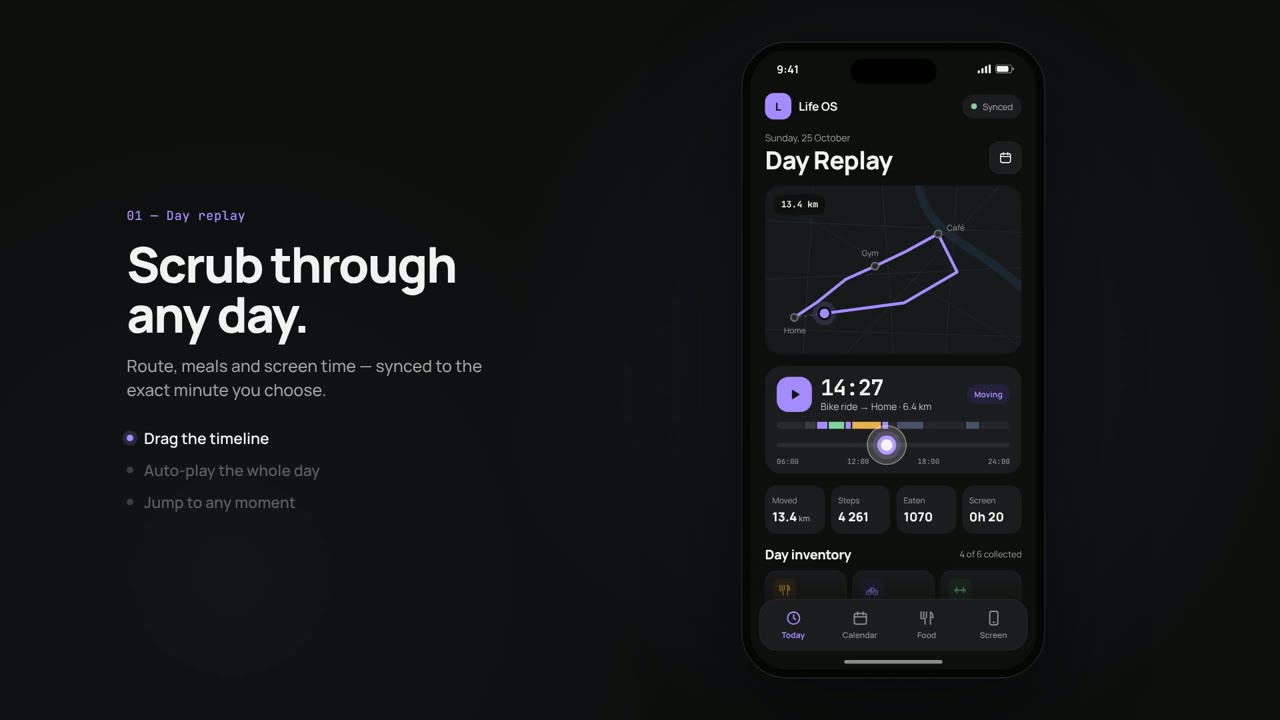 01 — Day replay
Scrub through
any day.
Route, meals and screen time — synced to the
exact minute you choose.
Drag the timeline
Auto-play the whole day
Jump to any moment
9:41
L
Life OS
Synced
Sunday, 25 October
Day Replay
13.4 km
Café
Gym
Home
14:27
Bike ride → Home · 6.4 km
Moving
06:00 12:00 18:00 24:00
Moved Steps Eaten Screen
13.4 km 4 261 1070 0h 20
Day inventory
4 of 6 collected
Today Calendar Food Screen